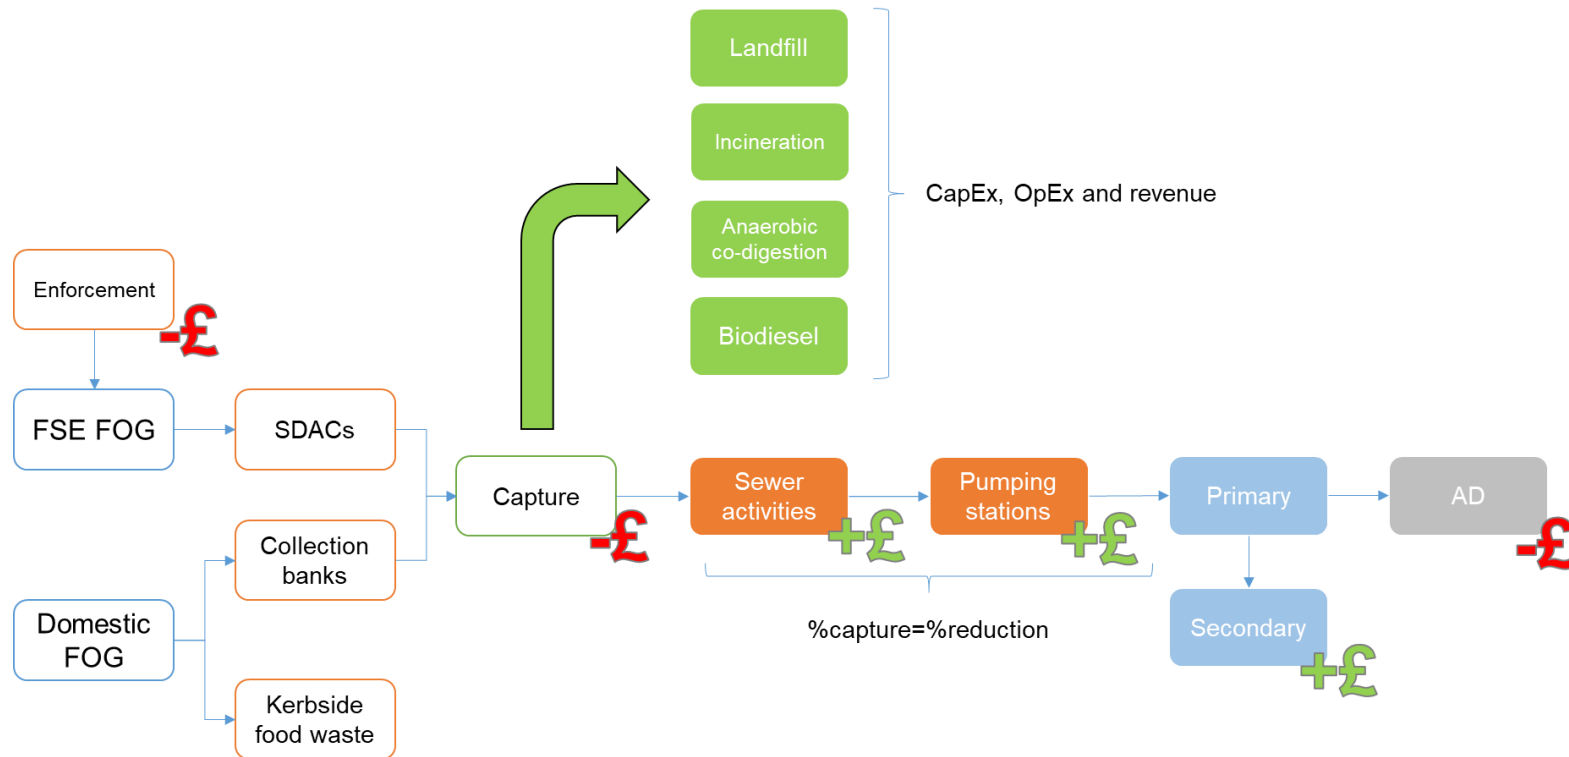 Landfill
Incineration
Anaerobic
co-digestion
Biodiesel
CapEx, OpEx and revenue
Enforcement
-£
FSE FOG
SDACs
Capture
-£
Sewer
activities
+£
Pumping
stations
+£
Primary
AD
-£
Collection
banks
%capture=%reduction
Domestic
FOG
Secondary
+£
Kerbside
food waste